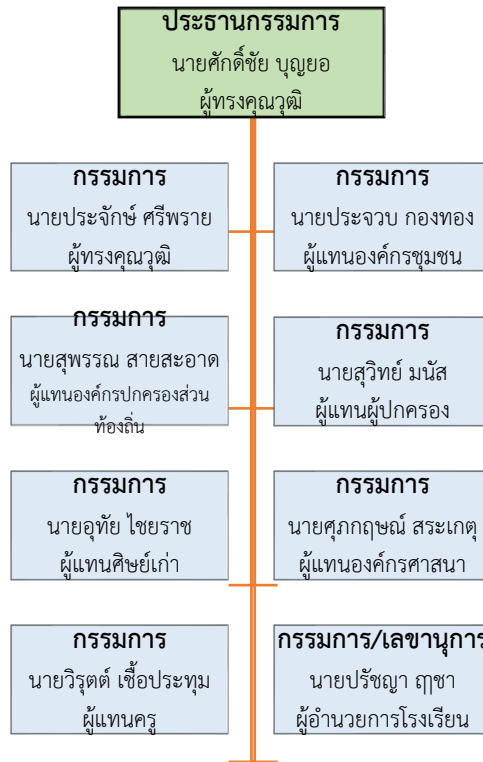 ประธานกรรมการ
นายศักดิ์ชัย บุญยอ
ผู้ทรงคุณวุฒิ
กรรมการ
นายประจักษ์ ศรีพราย
ผู้ทรงคุณวุฒิ
กรรมการ
นายประจวบ กองทอง
ผู้แทนองค์กรชุมชน
กรรมการ
นายสุพรรณ สายสะอาด
ผู้แทนองค์กรปกครองส่วน
ท้องถิ่น
กรรมการ
นายสุวิทย์ มนัส
ผู้แทนผู้ปกครอง
กรรมการ
นายอุทัย ไชยราช
ผู้แทนศิษย์เก่า
กรรมการ
นายศุภกฤษณ์ สระเกตุ
ผู้แทนองค์กรศาสนา
กรรมการ
นายวิรุตต์ เชื้อประทุม
ผู้แทนครู
กรรมการ/เลขานุการ
นายปรัชญา ฤาชา
ผู้อำนวยการโรงเรียน